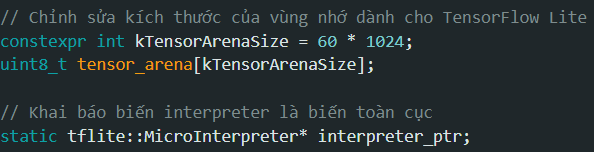 // Chỉnh sửa kích thước của vùng nhớ dành cho TensorFlow Lite
constexpr int kTensorArenaSize = 60 * 1024;
uint8_t tensor_arena[kTensorArenaSize];
// Khai báo biến interpreter là biến toàn cục
static tflite::MicroInterpreter* interpreter_ptr;